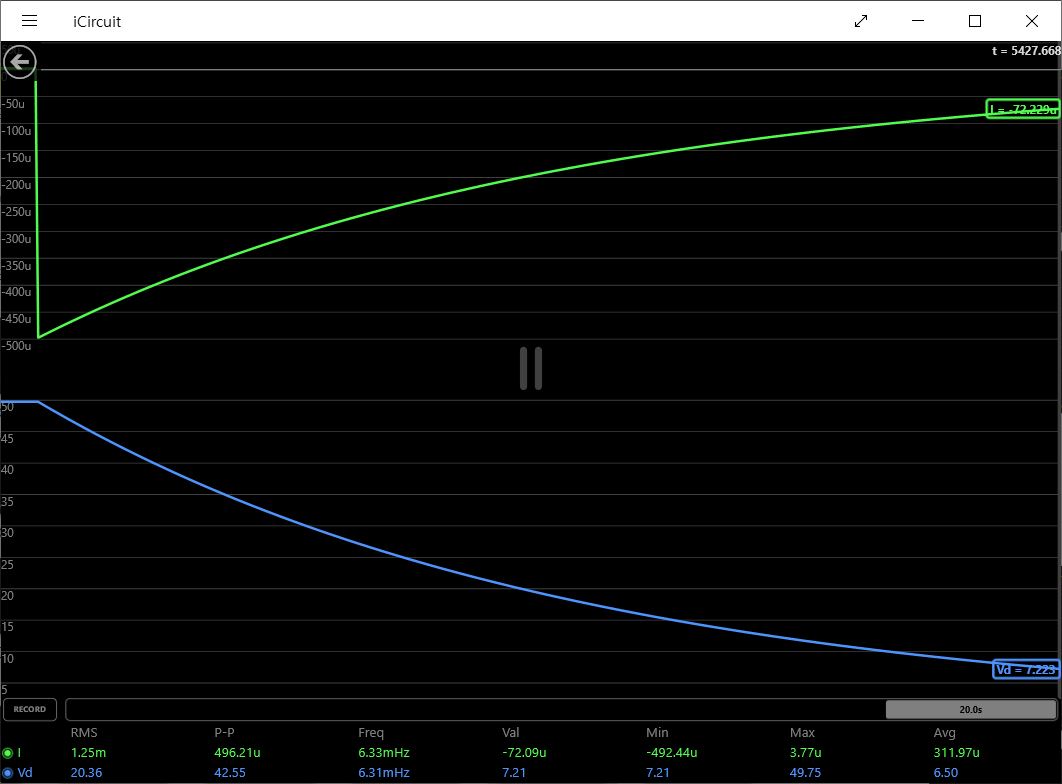 iCircuit
t = 5427.668
-50u
I = -72.229u
-100u
-150u
-200u
-250u
-300u
-350u
-400u
-450u
-500u
50
45
40
35
30
25
20
15
10
Vd = 7.223
5
RECORD 20.0s
RMS P-P Freq Val Min Max Avg
I 1.25m 496.21u 6.33mHz -72.09u -492.44u 3.77u 311.97u
Vd 20.36 42.55 6.31mHz 7.21 7.21 49.75 6.50